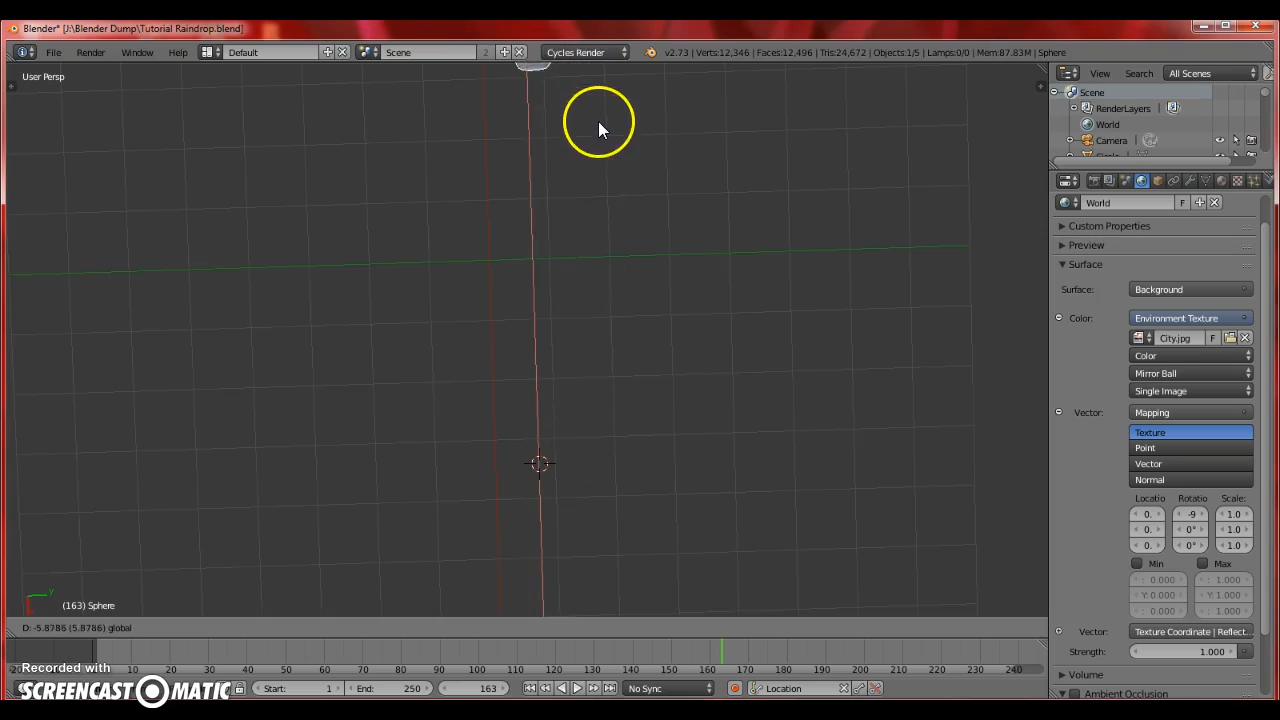 Blender* [J:\Blender Dump\Tutorial Raindrop.blend]
File Render Window Help Default Scene 2 Cycles Render v2.73 | Verts:12,346 | Faces:12,496 | Tris:24,672 | Objects:1/5 | Lamps:0/0 | Mem:87.83M | Sphere
User Persp
View Search All Scenes
Scene
RenderLayers
World
Camera
World F
Custom Properties
Preview
Surface
Surface: Background
Color: Environment Texture
City.jpg F
Color
Mirror Ball
Single Image
Vector: Mapping
Texture
Point
Vector
Normal
Locatio Rotatio Scale:
0. -9 1.0
0. 0° 1.0
0. 0° 1.0
Min Max
0.000 1.000
Y:0.000 Y:1.000
0.000 1.000
Vector: Texture Coordinate | Reflect...
Strength: 1.000
Volume
Ambient Occlusion
y
(163) Sphere
D: -5.8786 (5.8786) global
-20 10 20 30 40 50 60 70 80 90 100 110 120 130 140 150 160 170 180 190 200 210 220 230 240
Start: 1 End: 250 163 No Sync Location
Recorded with
SCREENCAST MATIC